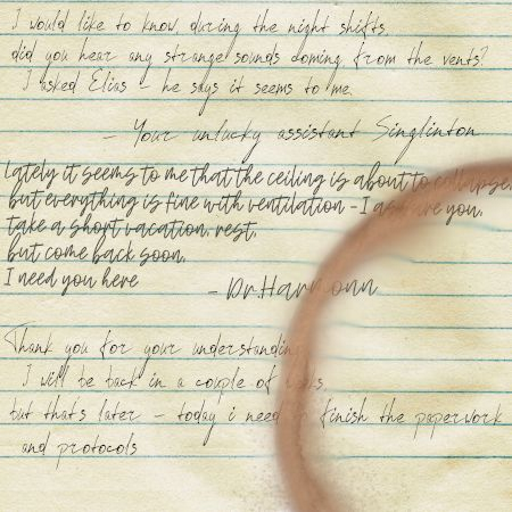 I would like to know, during the night shifts,
did you hear any strange sounds coming from the vents?
I asked Elias - he says it seems to me.
- Your unlucky assistant Singlinton
lately it seems to me that the ceiling is about to collapse,
but everything is fine with ventilation - I assure you.
take a short vacation. rest.
but come back soon.
I need you here
- Dr.Harmonn
Thank you for your understanding
I will be back in a couple of
but that's later - today i need to finish the paperwork
and protocols